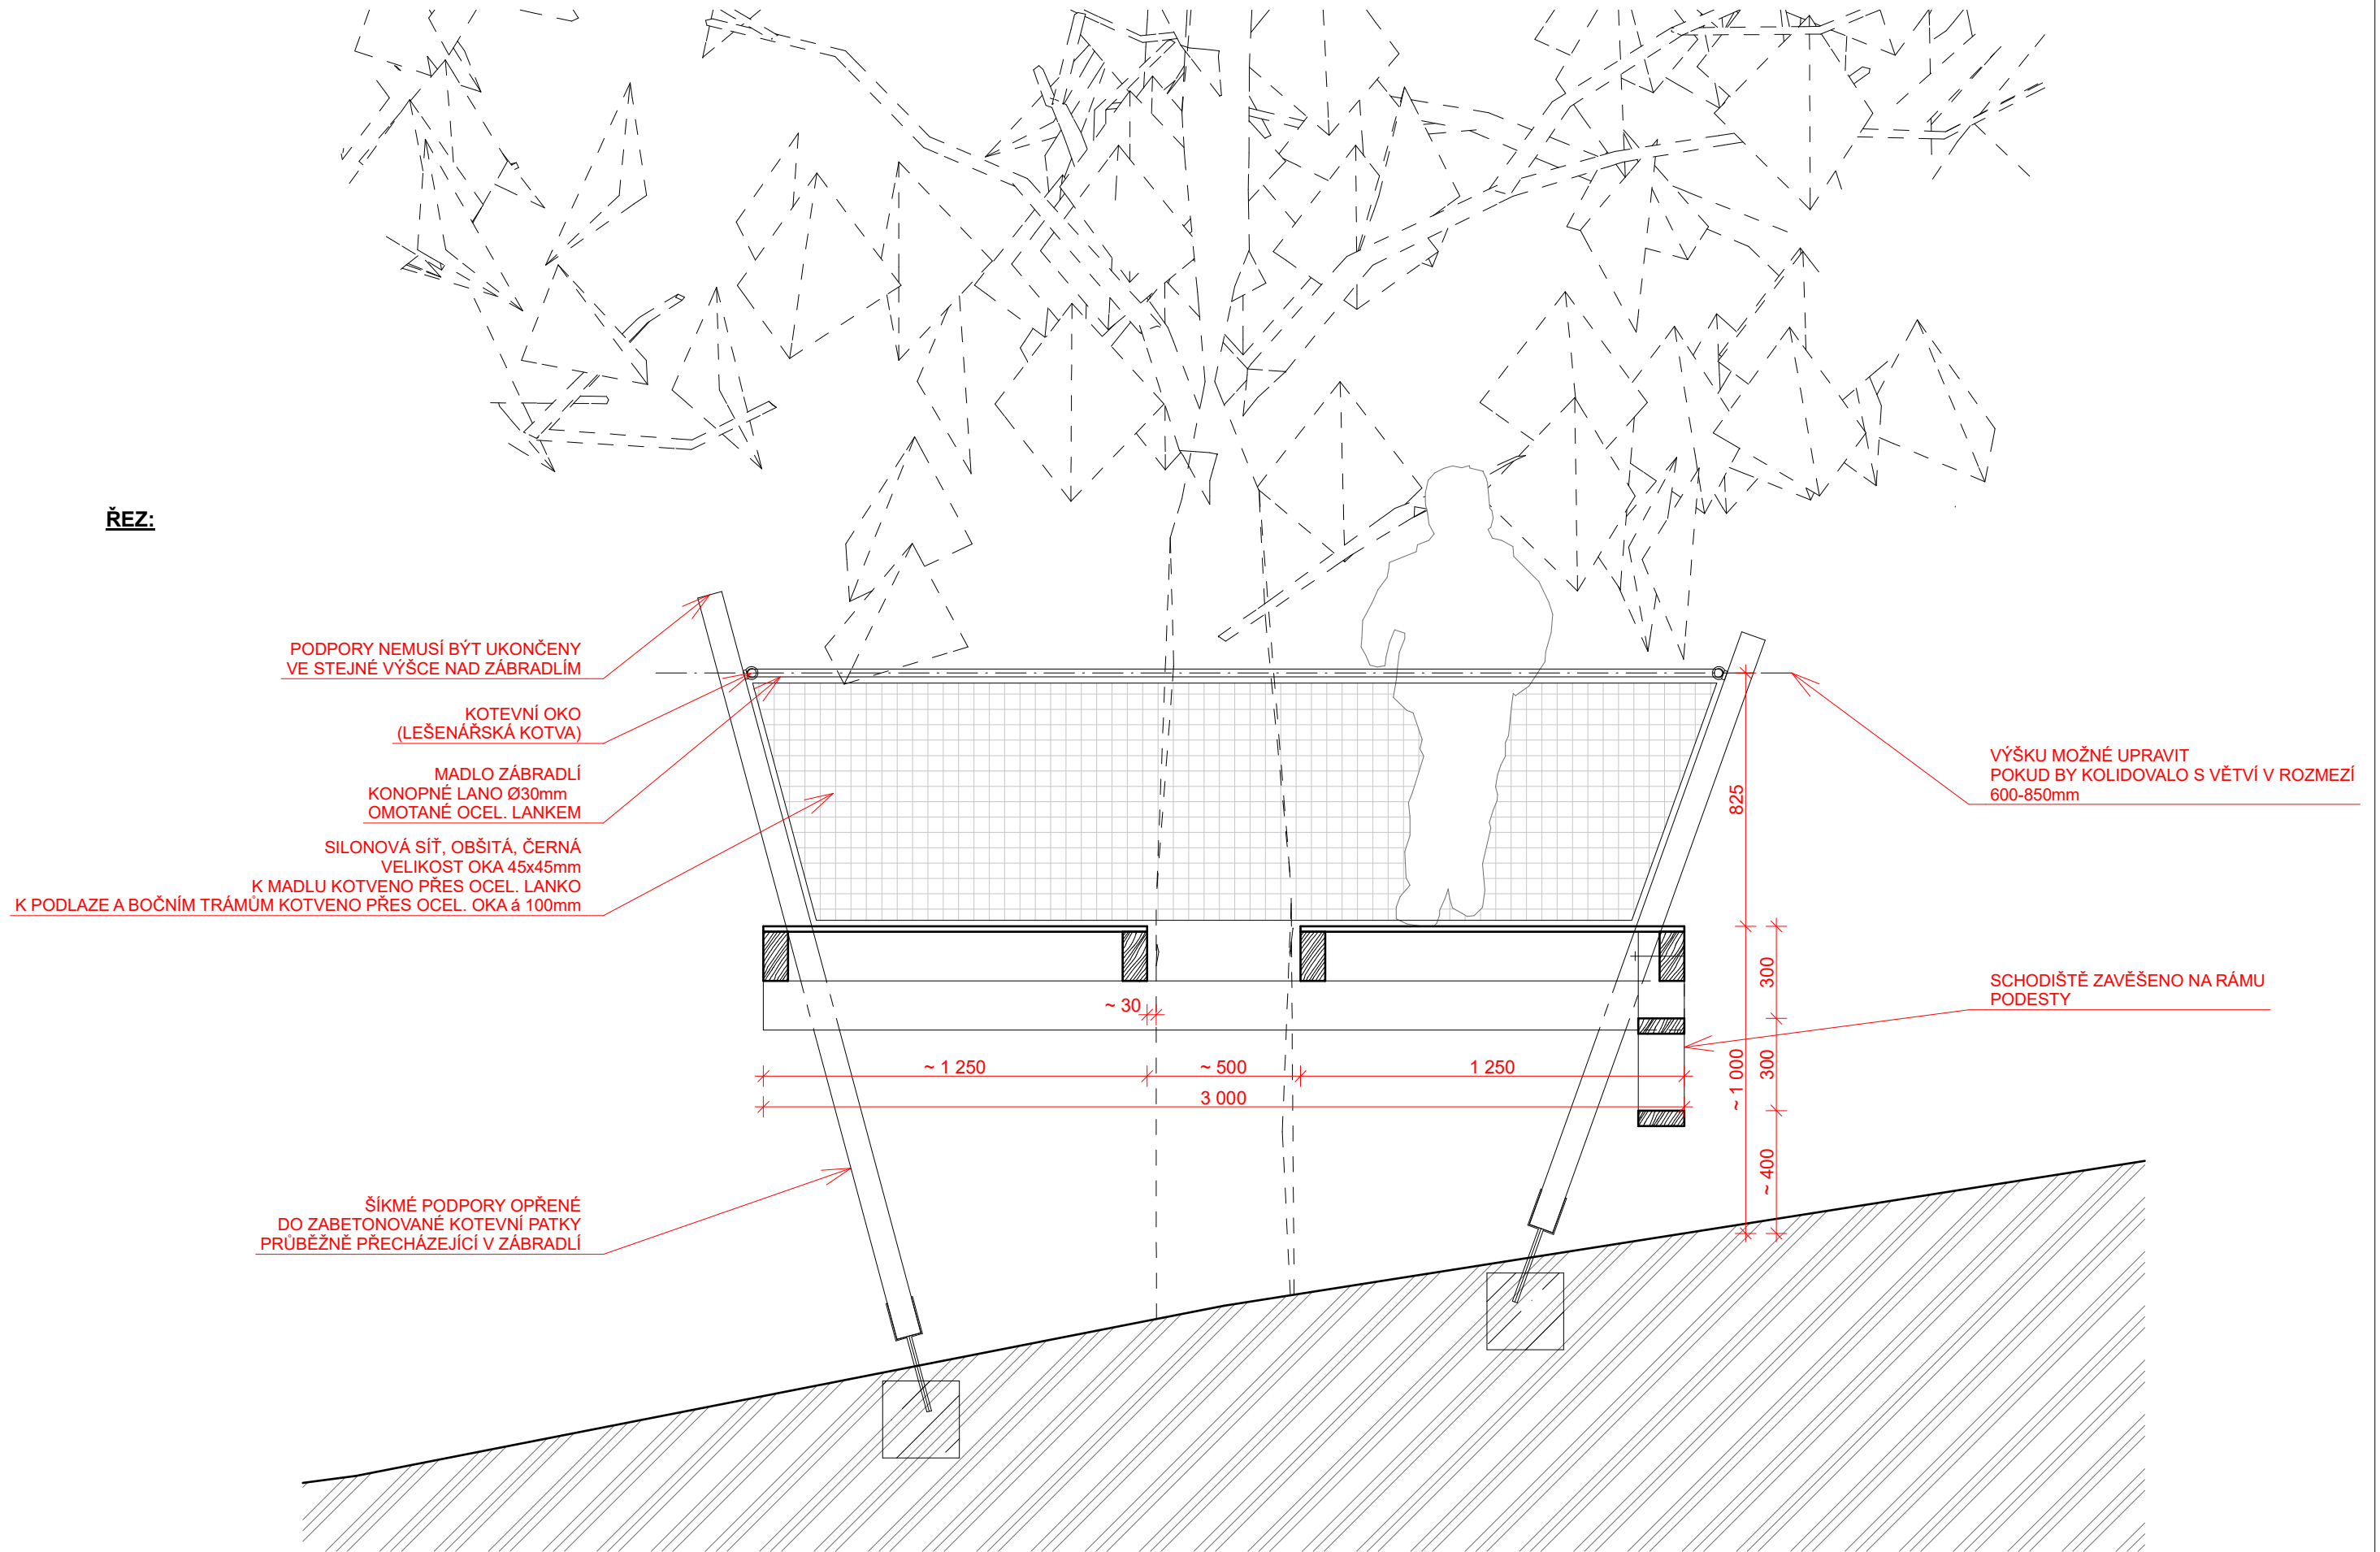 ŘEZ:
PODPORY NEMUSÍ BÝT UKONČENY
VE STEJNÉ VÝŠCE NAD ZÁBRADLÍM
KOTEVNÍ OKO
(LEŠENÁŘSKÁ KOTVA)
MADLO ZÁBRADLÍ
KONOPNÉ LANO Ø30mm
OMOTANÉ OCEL. LANKEM
SILONOVÁ SÍŤ, OBŠITÁ, ČERNÁ
VELIKOST OKA 45x45mm
K MADLU KOTVENO PŘES OCEL. LANKO
K PODLAZE A BOČNÍM TRÁMŮM KOTVENO PŘES OCEL. OKA á 100mm
ŠÍKMÉ PODPORY OPŘENÉ
DO ZABETONOVANÉ KOTEVNÍ PATKY
PRŮBĚŽNĚ PŘECHÁZEJÍCÍ V ZÁBRADLÍ
~ 30
~ 1 250
~ 500
1 250
3 000
825
~ 1 000
300
300
~ 400
VÝŠKU MOŽNÉ UPRAVIT
POKUD BY KOLIDOVALO S VĚTVÍ V ROZMEZÍ
600-850mm
SCHODIŠTĚ ZAVĚŠENO NA RÁMU
PODESTY